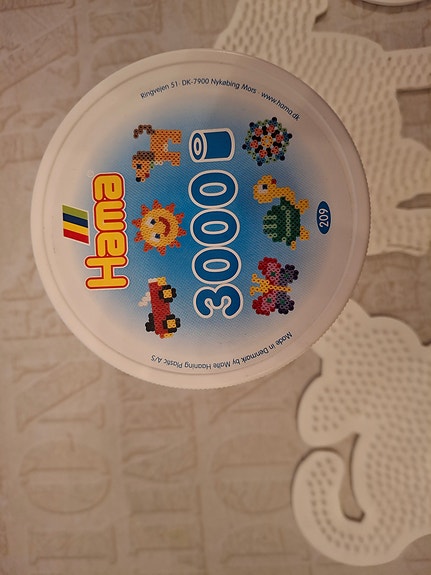 Ringvejen 51 · DK-7900 Nykøbing Mors · www.hama.dk
Hama
3000
209
Made in Denmark by Malte Haaning Plastic A/S